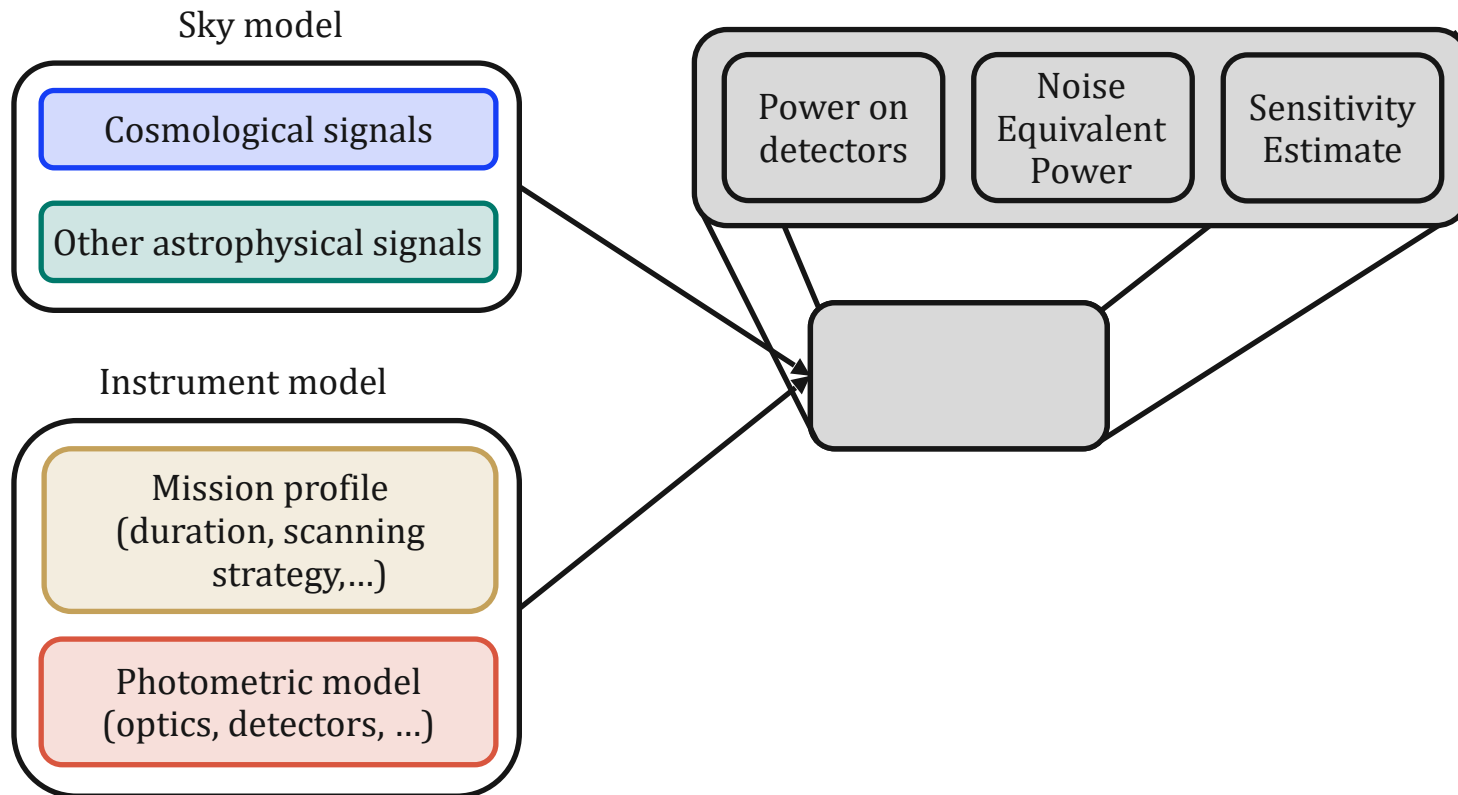 Sky model
Cosmological signals
Other astrophysical signals
Instrument model
Mission profile
(duration, scanning
strategy,...)
Photometric model
(optics, detectors, ...)
Power on
detectors
Noise
Equivalent
Power
Sensitivity
Estimate